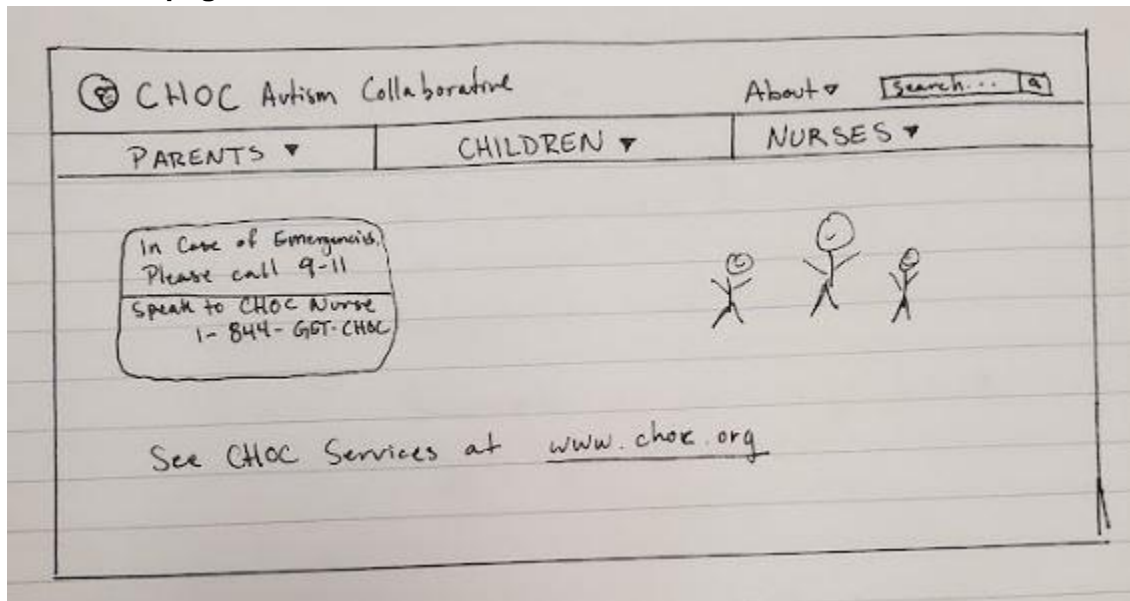 CHOC Autism Collaborative
About
Search...
PARENTS
CHILDREN
NURSES
In Case of Emergencies.
Please call 9-11
Speak to CHOC Nurse
1-844-GET-CHOC
See CHOC Services at www.choc.org